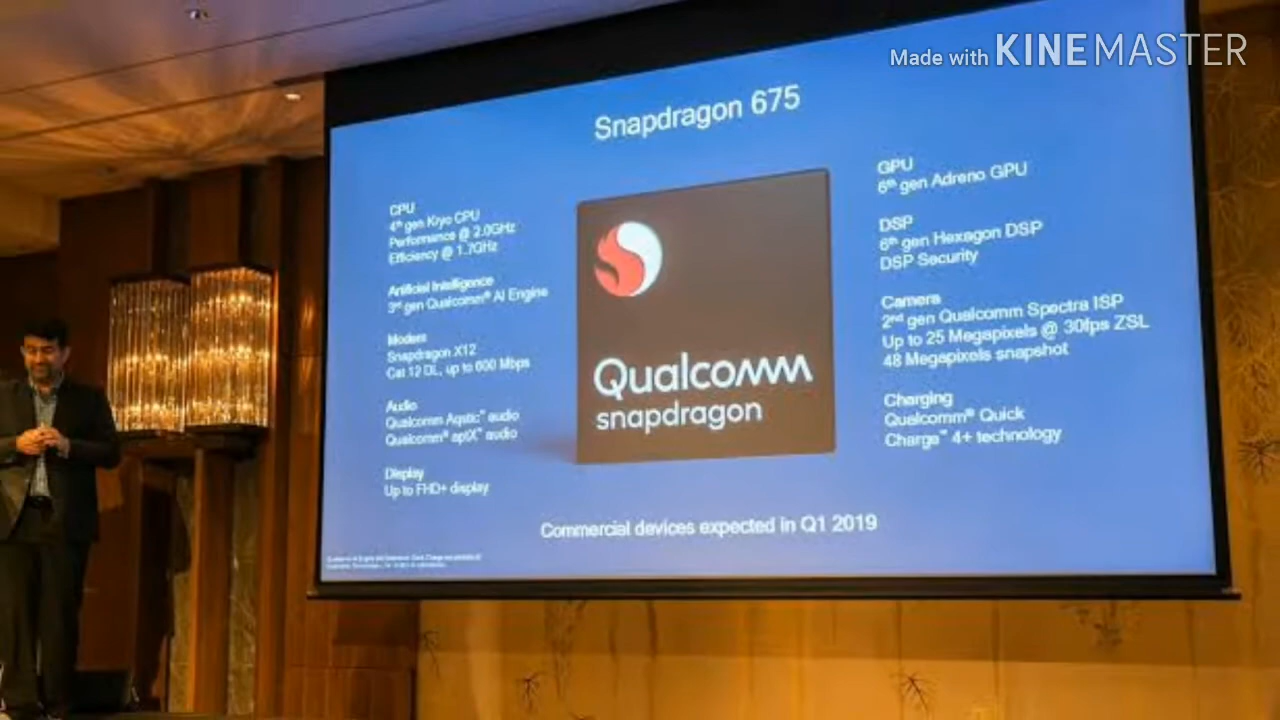 Made with KINEMASTER
Snapdragon 675
CPU
4th gen Kryo CPU
Performance @ 2.0GHz
Efficiency @ 1.7GHz
Artificial Intelligence
3rd gen Qualcomm® AI Engine
Modem
Snapdragon X12
Cat 12 DL, up to 600 Mbps
Audio
Qualcomm Aqstic™ audio
Qualcomm® aptX™ audio
Display
Up to FHD+ display
Qualcomm
snapdragon
GPU
6th gen Adreno GPU
DSP
6th gen Hexagon DSP
DSP Security
Camera
2nd gen Qualcomm Spectra ISP
Up to 25 Megapixels @ 30fps ZSL
48 Megapixels snapshot
Charging
Qualcomm® Quick
Charge™ 4+ technology
Commercial devices expected in Q1 2019